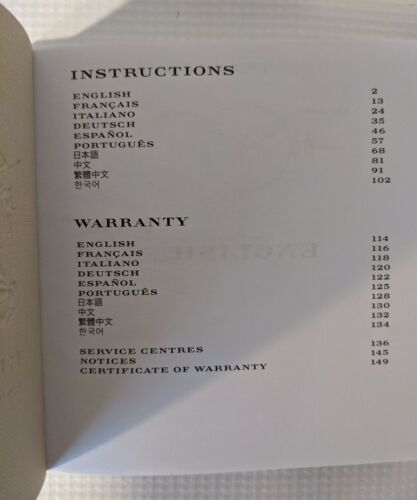 INSTRUCTIONS
ENGLISH 2
FRANÇAIS 13
ITALIANO 24
DEUTSCH 35
ESPAÑOL 46
PORTUGUÊS 57
日本語 68
中文 81
繁體中文 91
한국어 102
WARRANTY
ENGLISH 114
FRANÇAIS 116
ITALIANO 118
DEUTSCH 120
ESPAÑOL 122
PORTUGUÊS 125
日本語 128
中文 130
繁體中文 132
한국어 134
SERVICE CENTRES 136
NOTICES 145
CERTIFICATE OF WARRANTY 149